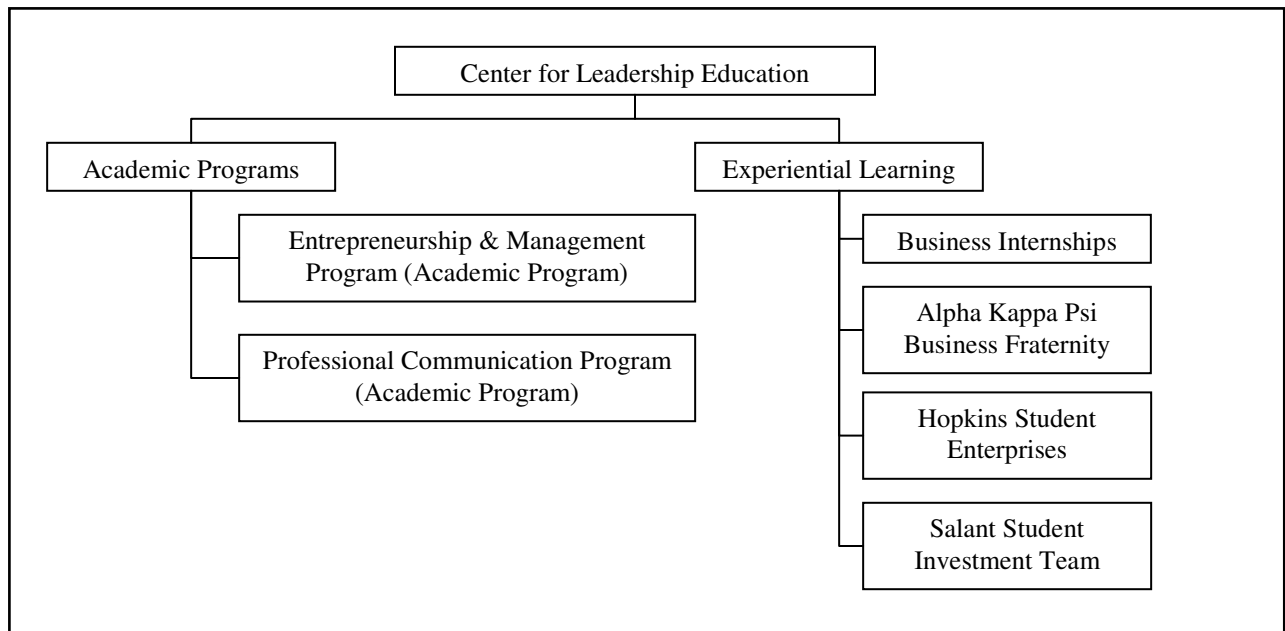 Center for Leadership Education
Academic Programs
Entrepreneurship & Management
Program (Academic Program)
Professional Communication Program
(Academic Program)
Experiential Learning
Business Internships
Alpha Kappa Psi
Business Fraternity
Hopkins Student
Enterprises
Salant Student
Investment Team